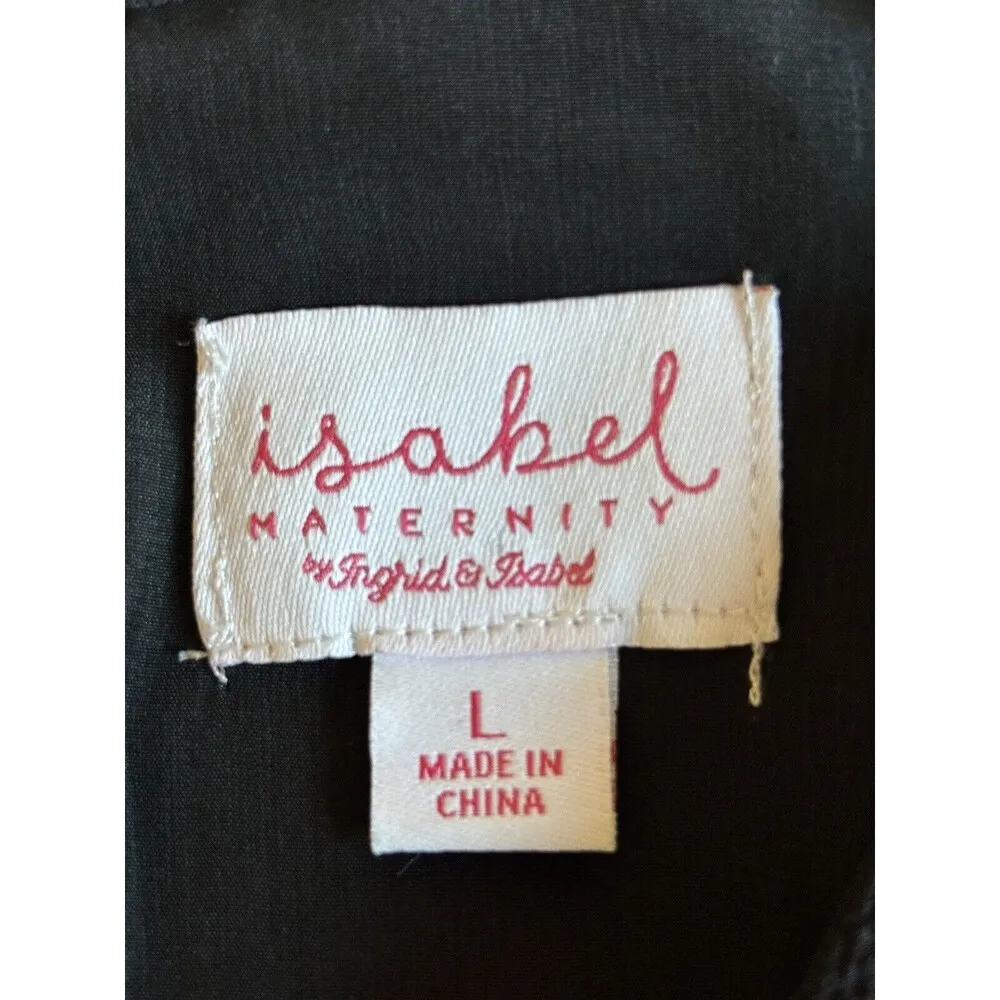 isabel
MATERNITY
by Ingrid & Isabel
L
MADE IN
CHINA